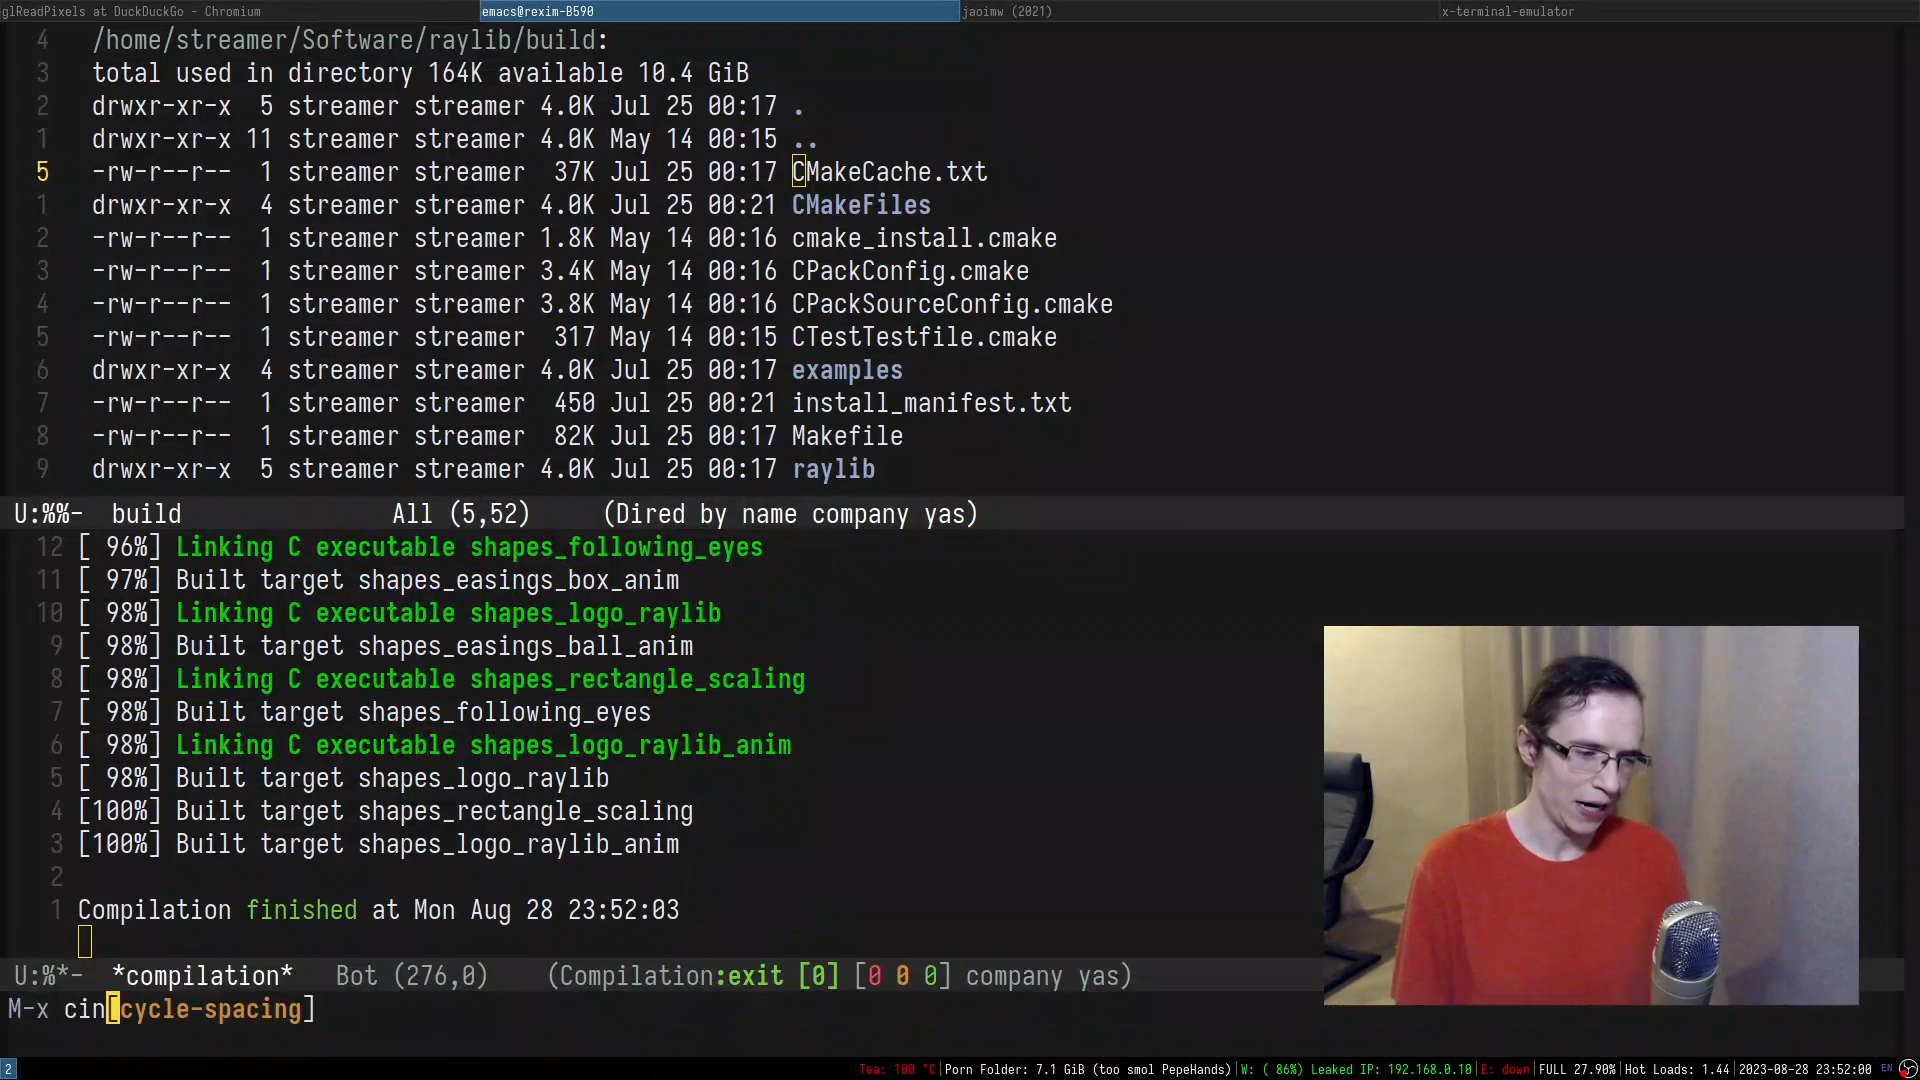 glReadPixels at DuckDuckGo - Chromium
emacs@rexim-B590
jaoimw (2021)
x-terminal-emulator
4 /home/streamer/Software/raylib/build:
3 total used in directory 164K available 10.4 GiB
2 drwxr-xr-x 5 streamer streamer 4.0K Jul 25 00:17 .
1 drwxr-xr-x 11 streamer streamer 4.0K May 14 00:15 ..
5 -rw-r--r-- 1 streamer streamer 37K Jul 25 00:17 CMakeCache.txt
1 drwxr-xr-x 4 streamer streamer 4.0K Jul 25 00:21 CMakeFiles
2 -rw-r--r-- 1 streamer streamer 1.8K May 14 00:16 cmake_install.cmake
3 -rw-r--r-- 1 streamer streamer 3.4K May 14 00:16 CPackConfig.cmake
4 -rw-r--r-- 1 streamer streamer 3.8K May 14 00:16 CPackSourceConfig.cmake
5 -rw-r--r-- 1 streamer streamer 317 May 14 00:15 CTestTestfile.cmake
6 drwxr-xr-x 4 streamer streamer 4.0K Jul 25 00:17 examples
7 -rw-r--r-- 1 streamer streamer 450 Jul 25 00:21 install_manifest.txt
8 -rw-r--r-- 1 streamer streamer 82K Jul 25 00:17 Makefile
9 drwxr-xr-x 5 streamer streamer 4.0K Jul 25 00:17 raylib
U:%%- build All (5,52) (Dired by name company yas)
12 [ 96%] Linking C executable shapes_following_eyes
11 [ 97%] Built target shapes_easings_box_anim
10 [ 98%] Linking C executable shapes_logo_raylib
9 [ 98%] Built target shapes_easings_ball_anim
8 [ 98%] Linking C executable shapes_rectangle_scaling
7 [ 98%] Built target shapes_following_eyes
6 [ 98%] Linking C executable shapes_logo_raylib_anim
5 [ 98%] Built target shapes_logo_raylib
4 [100%] Built target shapes_rectangle_scaling
3 [100%] Built target shapes_logo_raylib_anim
2
1 Compilation finished at Mon Aug 28 23:52:03
U:%*- *compilation* Bot (276,0) (Compilation:exit [0] [0 0 0] company yas)
M-x cin[cycle-spacing]
2
Tea: 100 °C|Porn Folder: 7.1 GiB (too smol PepeHands)|W: ( 86%) Leaked IP: 192.168.0.10|E: down|FULL 27.90%|Hot Loads: 1.44|2023-08-28 23:52:00 EN